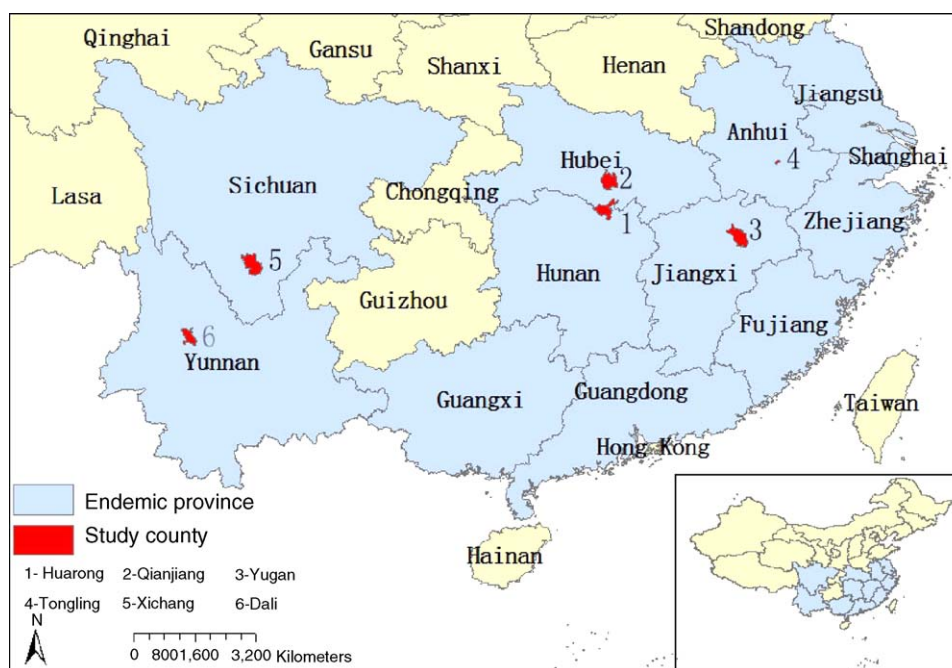 Shandong
Qinghai
Gansu
Shanxi
Henan
Jiangsu
Anhui
4
Shanghai
Hubei
2
Sichuan
Chongqing
Lasa
1
3
Zhejiang
5
Hunan
Jiangxi
Guizhou
Fujiang
6
Yunnan
Guangxi
Guangdong
Taiwan
Hong Kong
Hainan
Endemic province
Study county
1- Huarong 2-Qianjiang 3-Yugan
4-Tongling 5-Xichang 6-Dali
N
0 8001,600 3,200 Kilometers